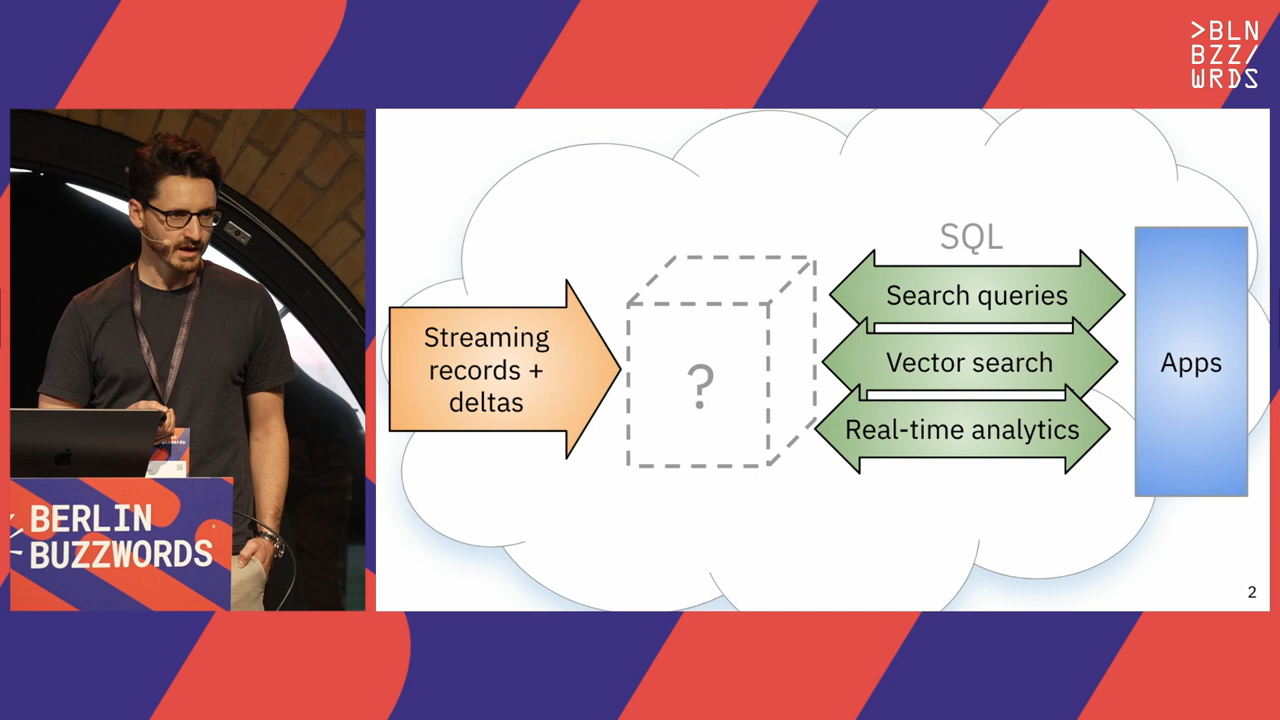 >BLN
BZZ/
WRDS
BERLIN
BUZZWORDS
Streaming
records +
deltas
?
SQL
Search queries
Vector search
Real-time analytics
Apps
2